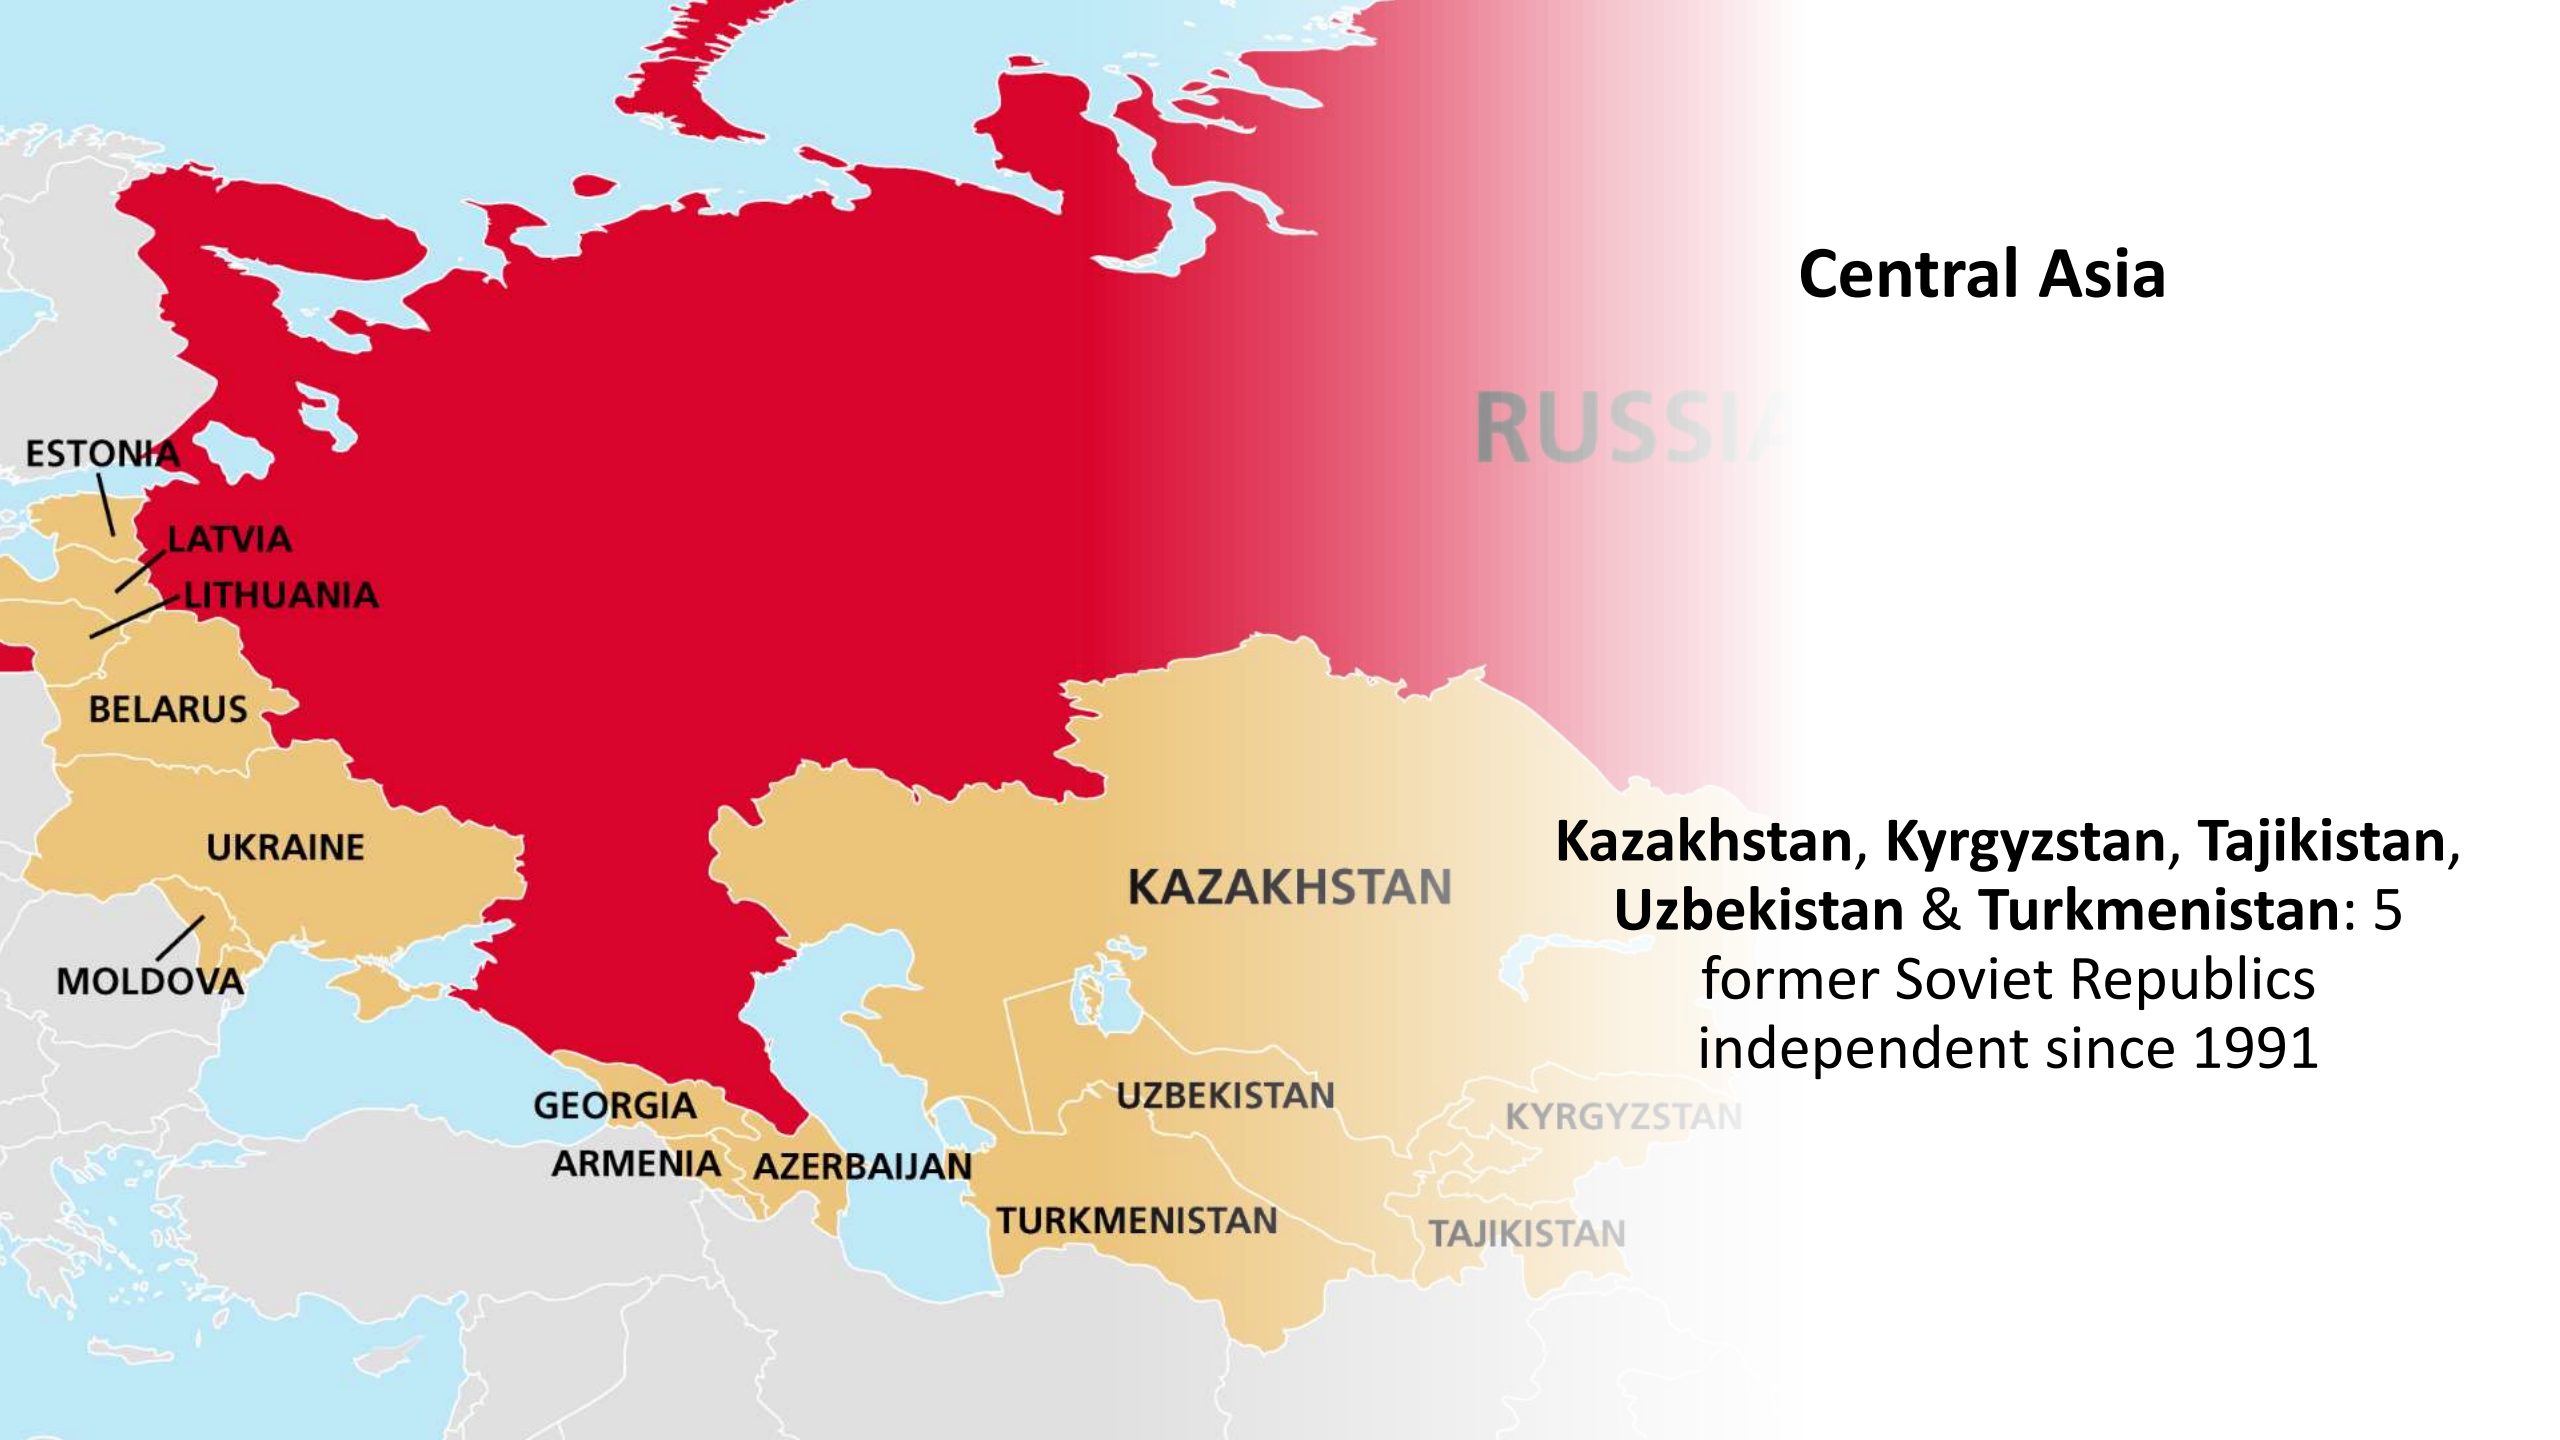 Central Asia
RUSSIA
ESTONIA
LATVIA
LITHUANIA
BELARUS
UKRAINE
MOLDOVA
KAZAKHSTAN
Kazakhstan, Kyrgyzstan, Tajikistan,
Uzbekistan & Turkmenistan: 5
former Soviet Republics
independent since 1991
GEORGIA
UZBEKISTAN
KYRGYZSTAN
ARMENIA
AZERBAIJAN
TURKMENISTAN
TAJIKISTAN